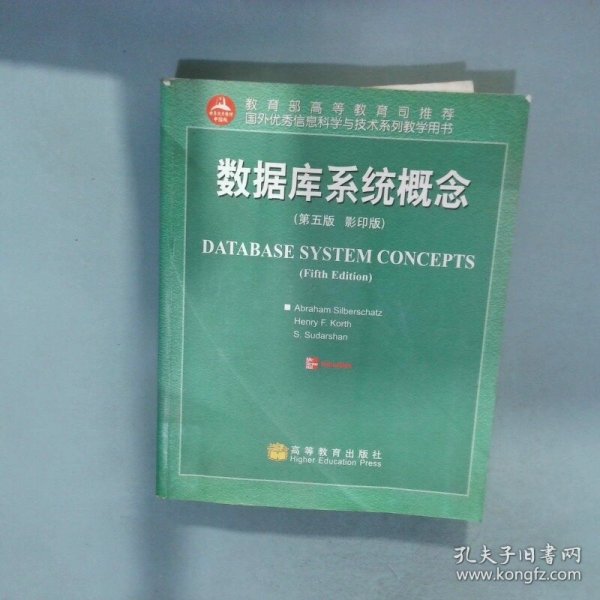 教育部高等教育司推荐
国外优秀信息科学与技术系列教学用书
数据库系统概念
(第五版 影印版)
DATABASE SYSTEM CONCEPTS
(Fifth Edition)
Abraham Silberschatz
Henry F. Korth
S. Sudarshan
高等教育出版社
Higher Education Press
孔夫子旧书网
www.kongfz.com